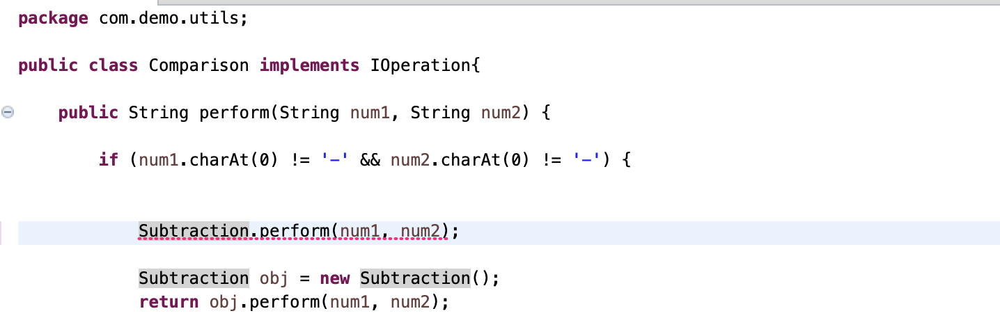 package com.demo.utils;
public class Comparison implements IOperation{
public String perform(String num1, String num2) {
if (num1.charAt(0) != '-' && num2.charAt(0) != '-') {
Subtraction.perform(num1, num2);
Subtraction obj = new Subtraction();
return obj.perform(num1, num2);